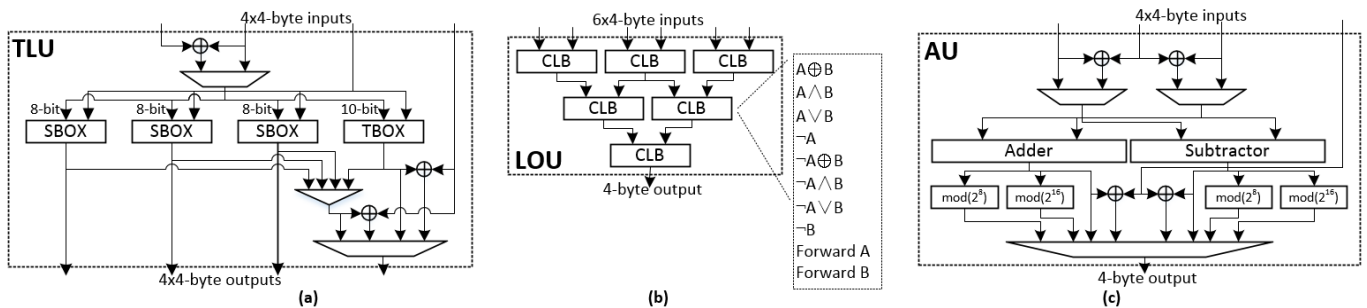 4x4-byte inputs
TLU
8-bit
8-bit
8-bit
10-bit
SBOX
SBOX
SBOX
TBOX
4x4-byte outputs
(a)
6x4-byte inputs
CLB
CLB
CLB
CLB
CLB
CLB
LOU
4-byte output
A⊕B
A∧B
A∨B
¬A
¬A⊕B
¬A∧B
¬A∨B
¬B
Forward A
Forward B
(b)
4x4-byte inputs
AU
Adder
Subtractor
mod(2⁸)
mod(2¹⁶)
mod(2⁸)
mod(2¹⁶)
4-byte output
(c)